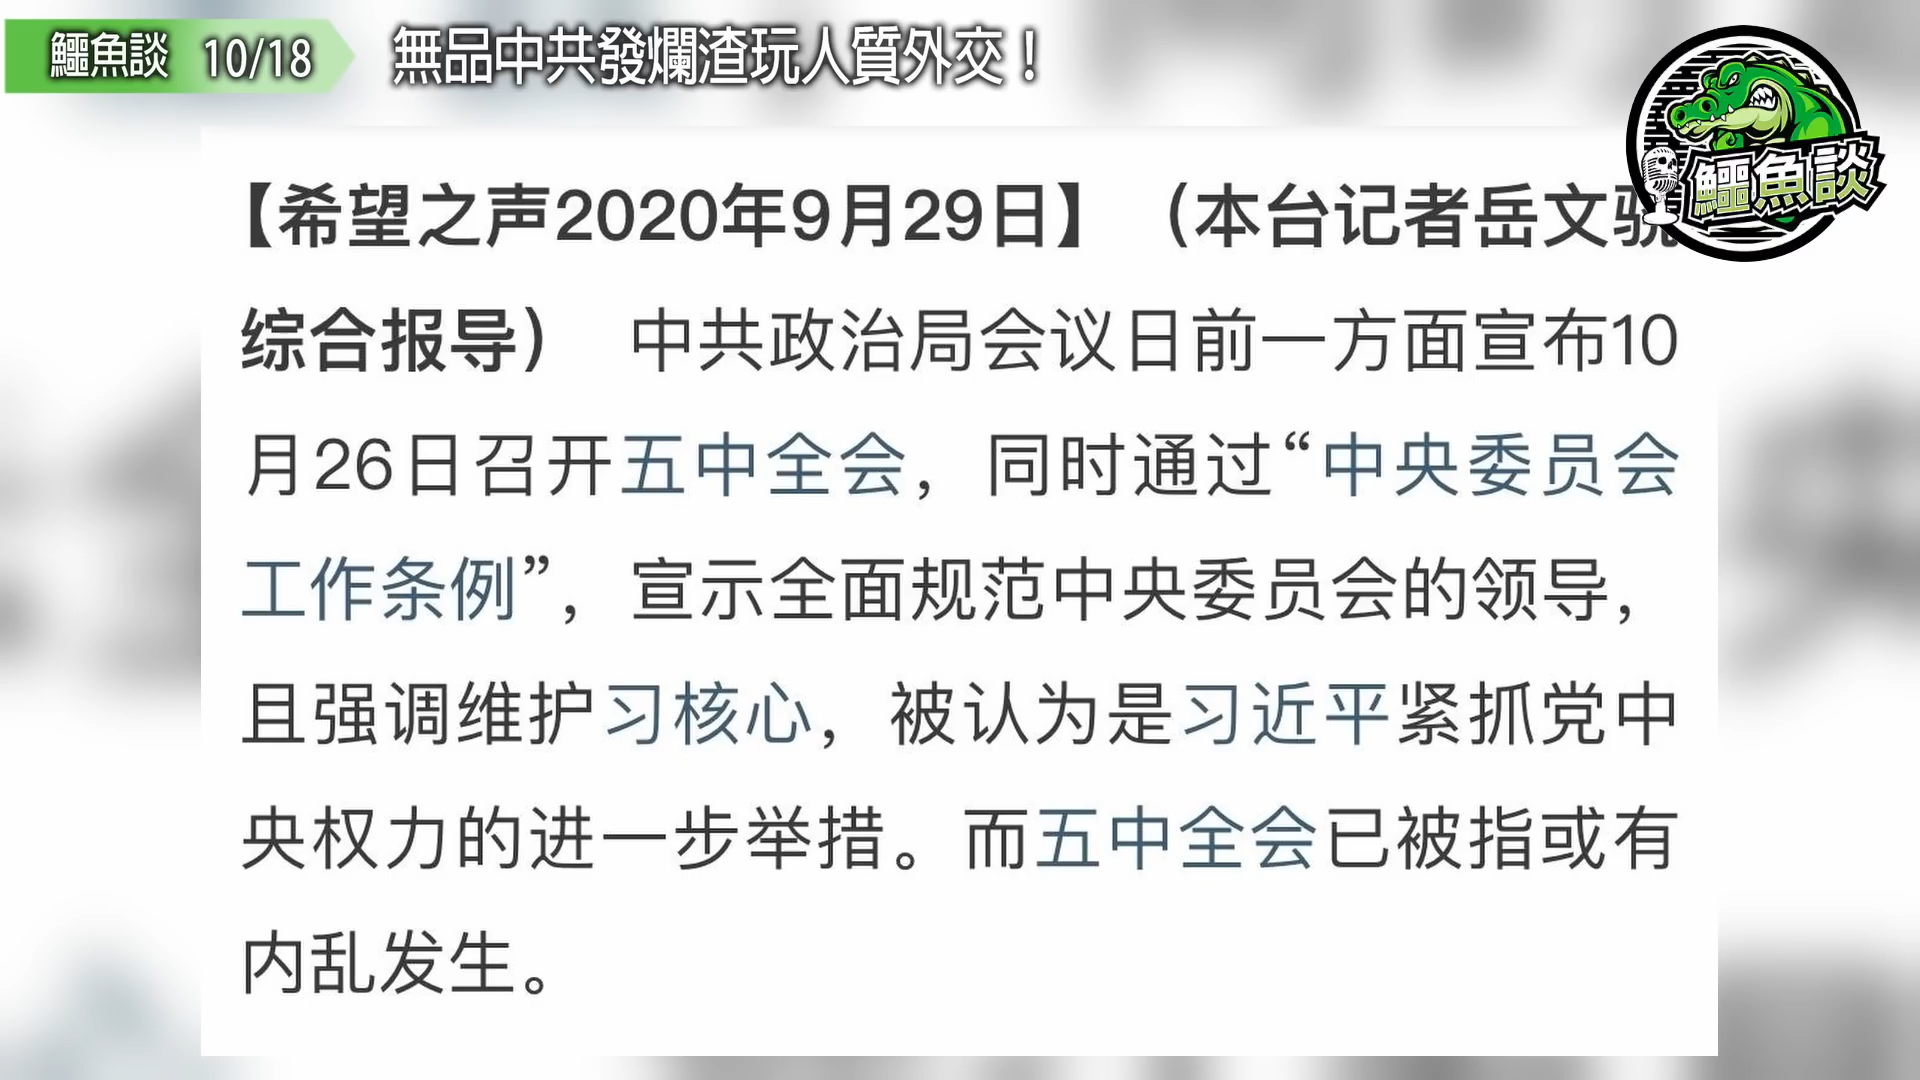 鱷魚談 10/18 無品中共發爛渣玩人質外交！
鱷魚談
【希望之声2020年9月29日】（本台记者岳文骁
综合报导） 中共政治局会议日前一方面宣布10
月26日召开五中全会，同时通过“中央委员会
工作条例”，宣示全面规范中央委员会的领导，
且强调维护习核心，被认为是习近平紧抓党中
央权力的进一步举措。而五中全会已被指或有
内乱发生。